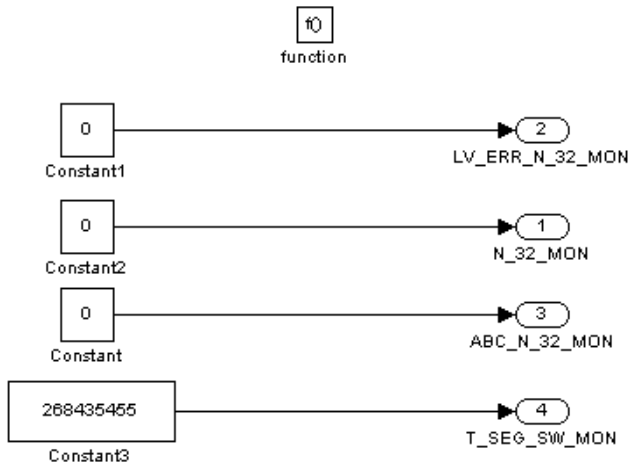 f()
function
0
2
Constant1
LV_ERR_N_32_MON
0
1
Constant2
N_32_MON
0
3
Constant
ABC_N_32_MON
268435455
4
Constant3
T_SEG_SW_MON